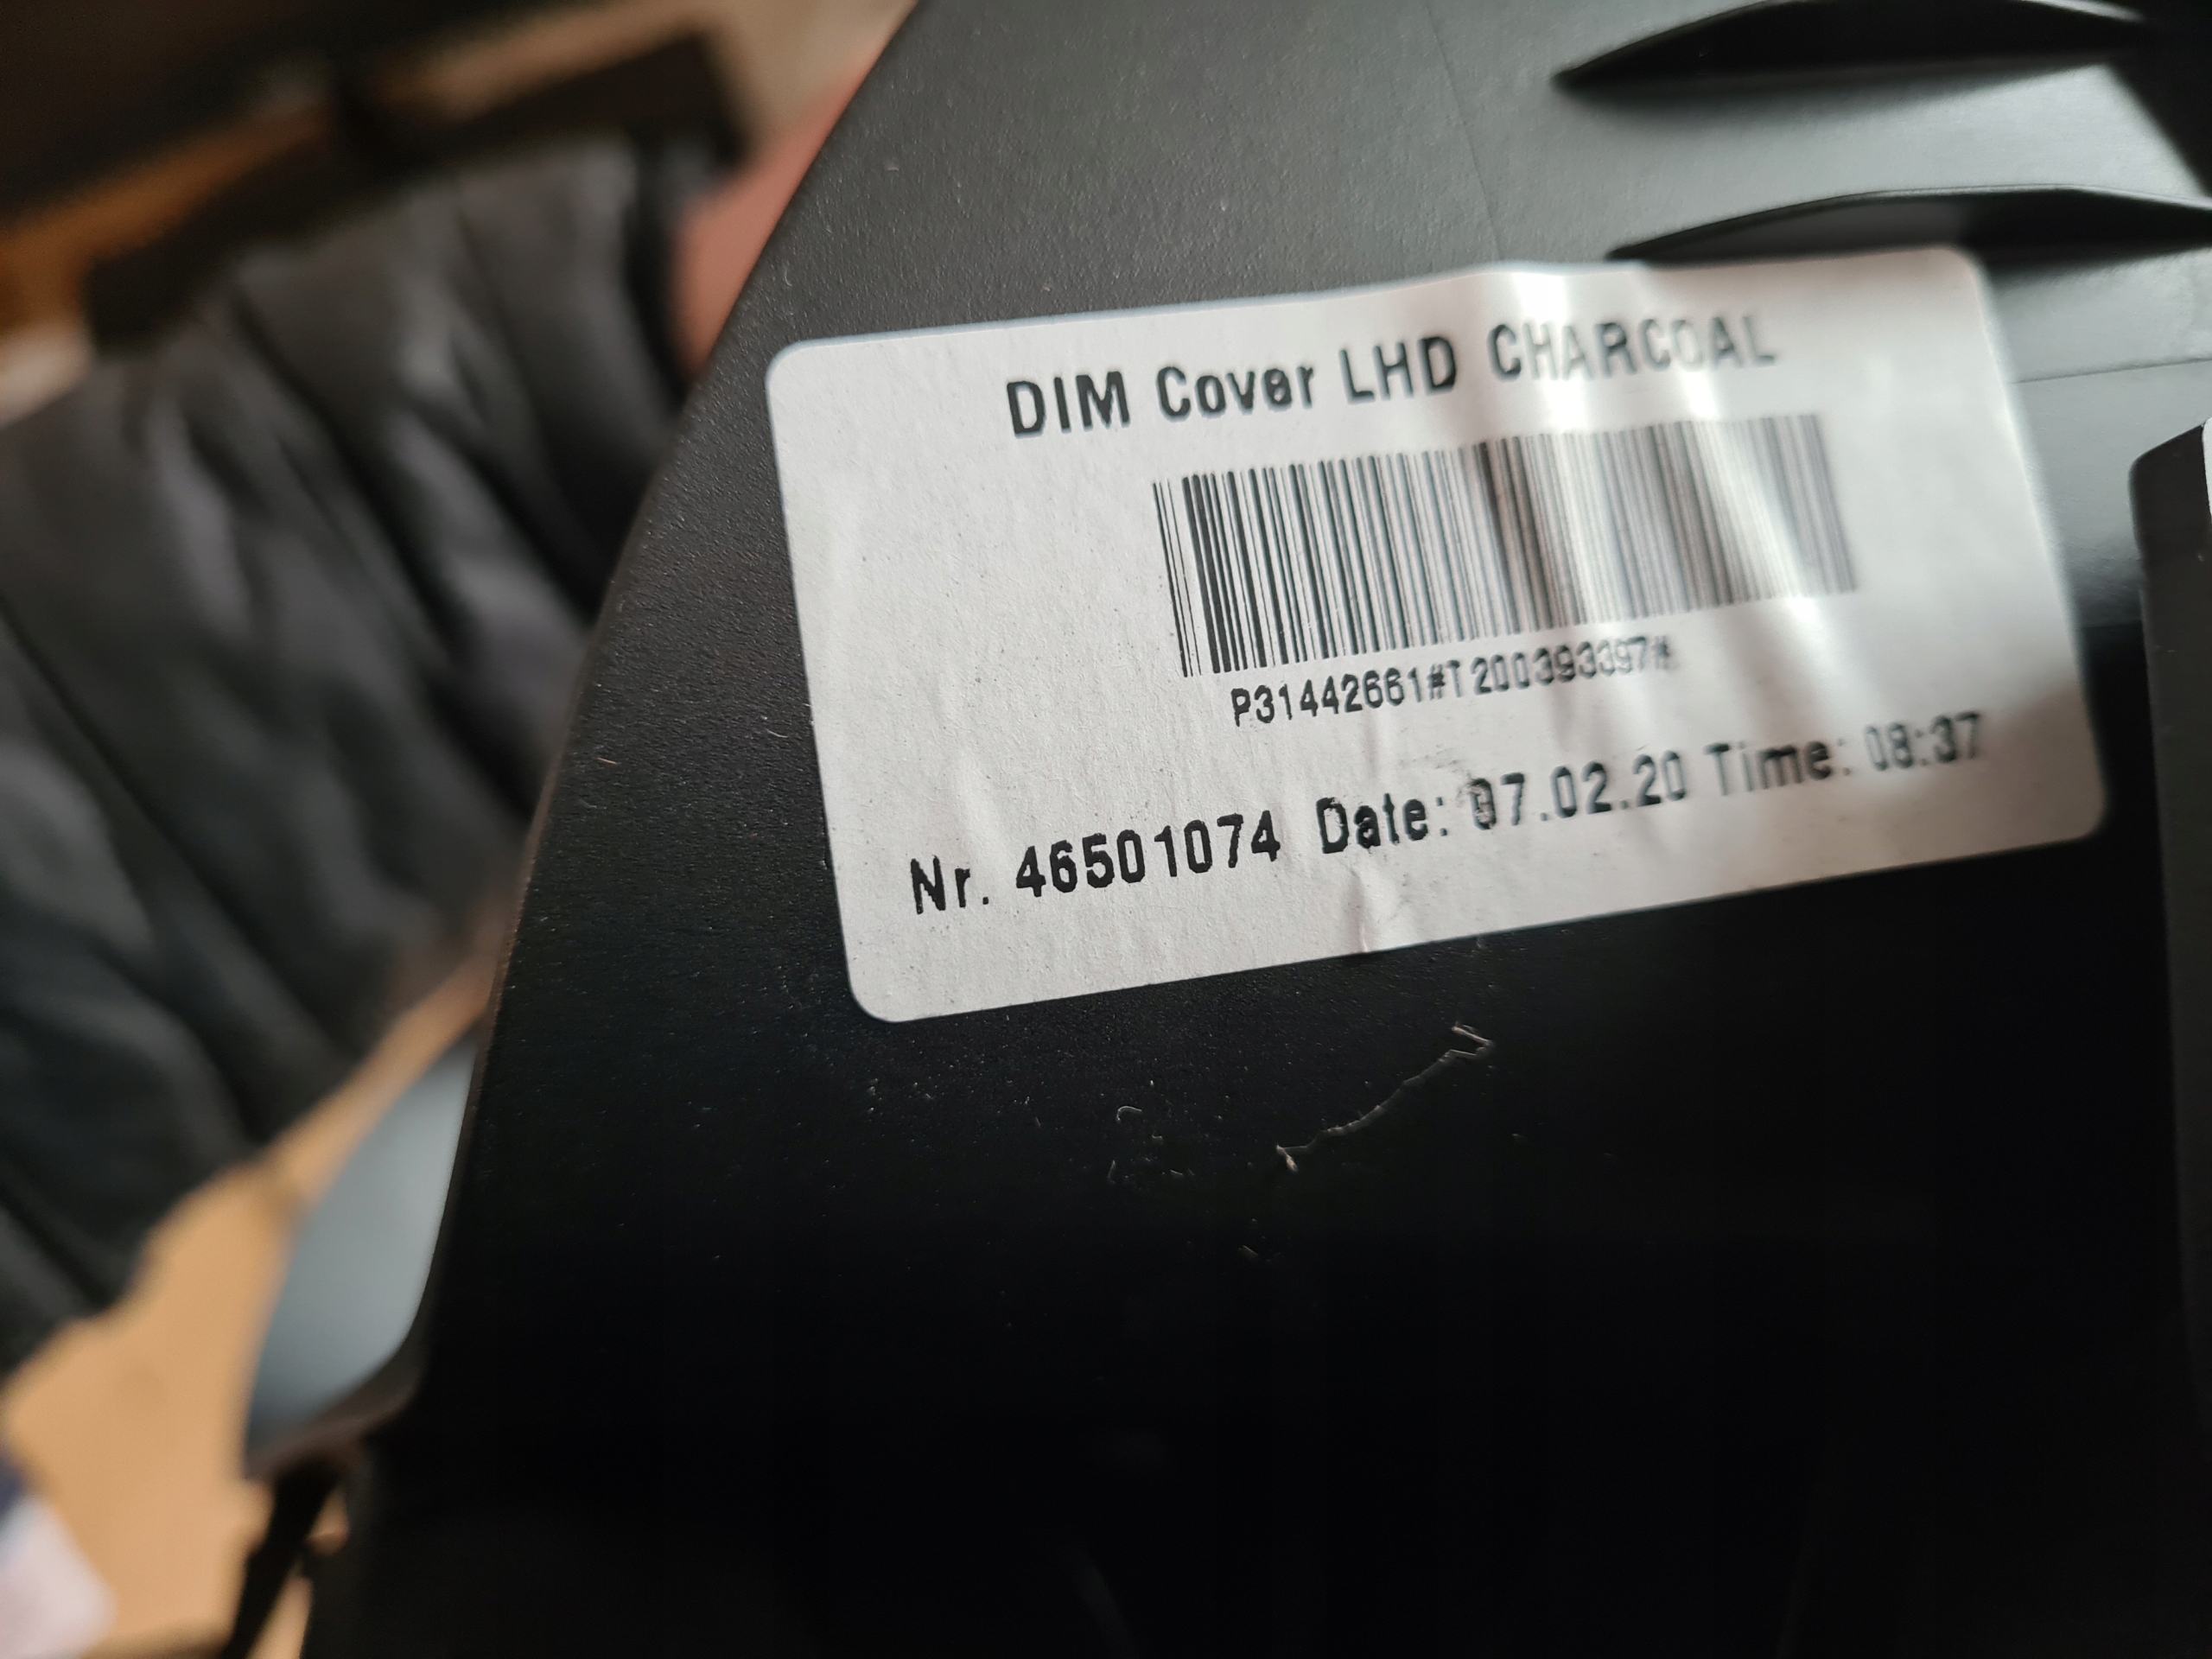 DIM Cover LHD CHARCOAL
P31442661#T200393397#
Nr. 46501074 Date: 07.02.20 Time: 08:37